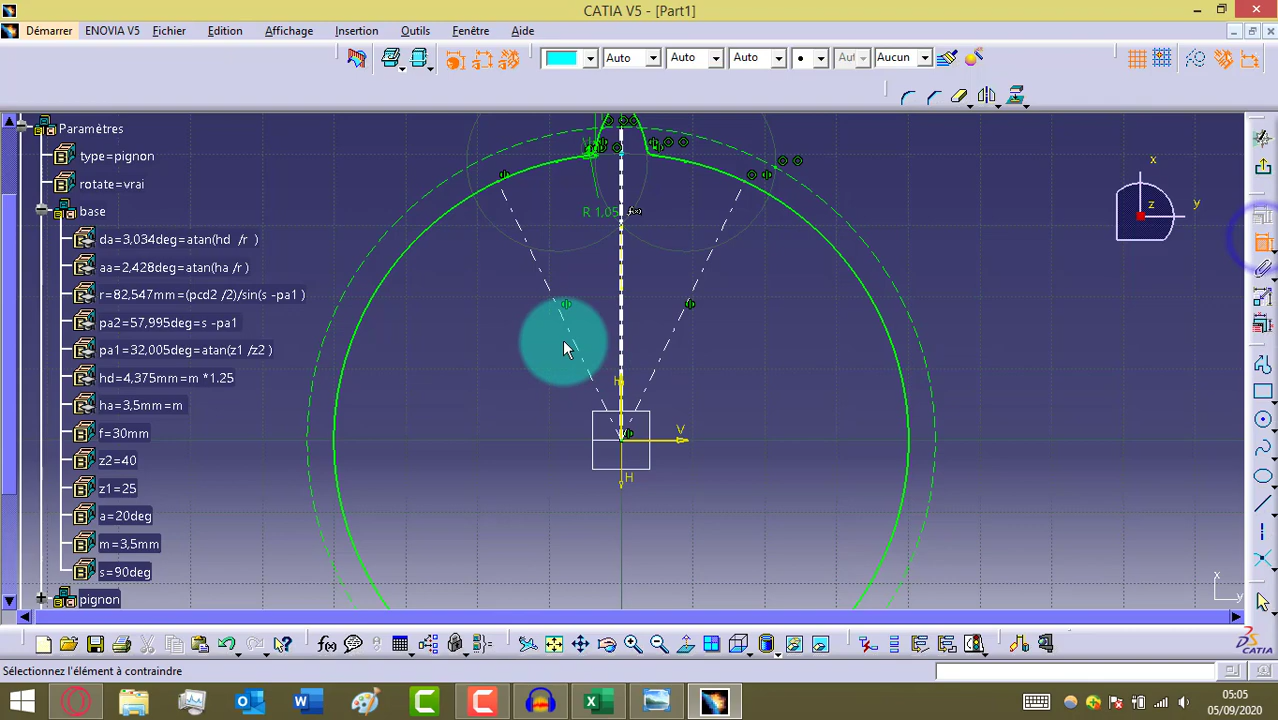 CATIA V5 - [Part1]
Démarrer ENOVIA V5 Fichier Edition Affichage Insertion Outils Fenêtre Aide
Auto Auto Auto Aut Aucun
Paramètres
type=pignon
rotate=vrai
base
da=3,034deg=atan(hd /r )
aa=2,428deg=atan(ha /r )
r=82,547mm=(pcd2 /2)/sin(s -pa1 )
pa2=57,995deg=s -pa1
pa1=32,005deg=atan(z1 /z2 )
hd=4,375mm=m *1.25
ha=3,5mm=m
f=30mm
z2=40
z1=25
a=20deg
m=3,5mm
s=90deg
pignon
R 1,05
H
V
H
x
y
z
x
y
CATIA
Sélectionnez l'élément à contraindre
05:05
05/09/2020